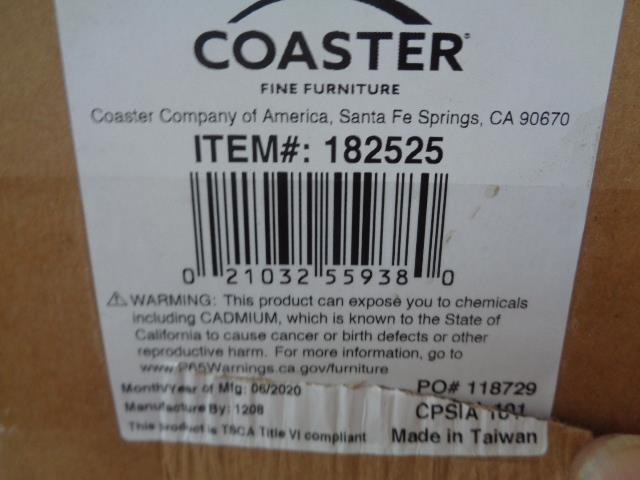 COASTER
FINE FURNITURE
Coaster Company of America, Santa Fe Springs, CA 90670
ITEM#: 182525
0 21032 55938 0
⚠ WARNING: This product can expose you to chemicals
including CADMIUM, which is known to the State of
California to cause cancer or birth defects or other
reproductive harm. For more information, go to
www.P65Warnings.ca.gov/furniture
Month/Year of Mfg: 06/2020 PO# 118729
Manufacture By: 1208 CPSIA
This product is TSCA Title VI compliant Made in Taiwan